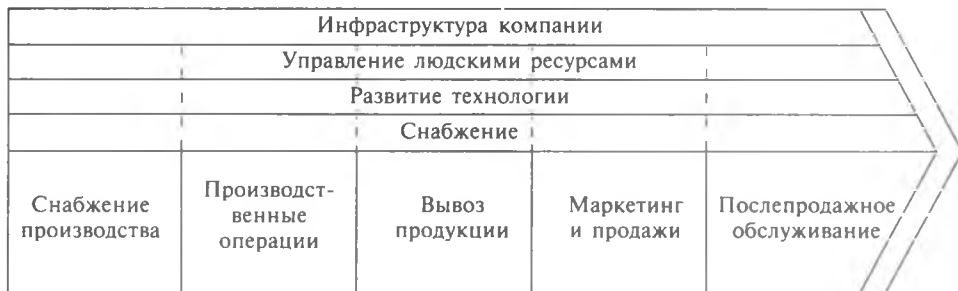 Инфраструктура компании
Управление людскими ресурсами
Развитие технологии
Снабжение
Снабжение
производства
Производст-
венные
операции
Вывоз
продукции
Маркетинг
и продажи
Послепродажное
обслуживание